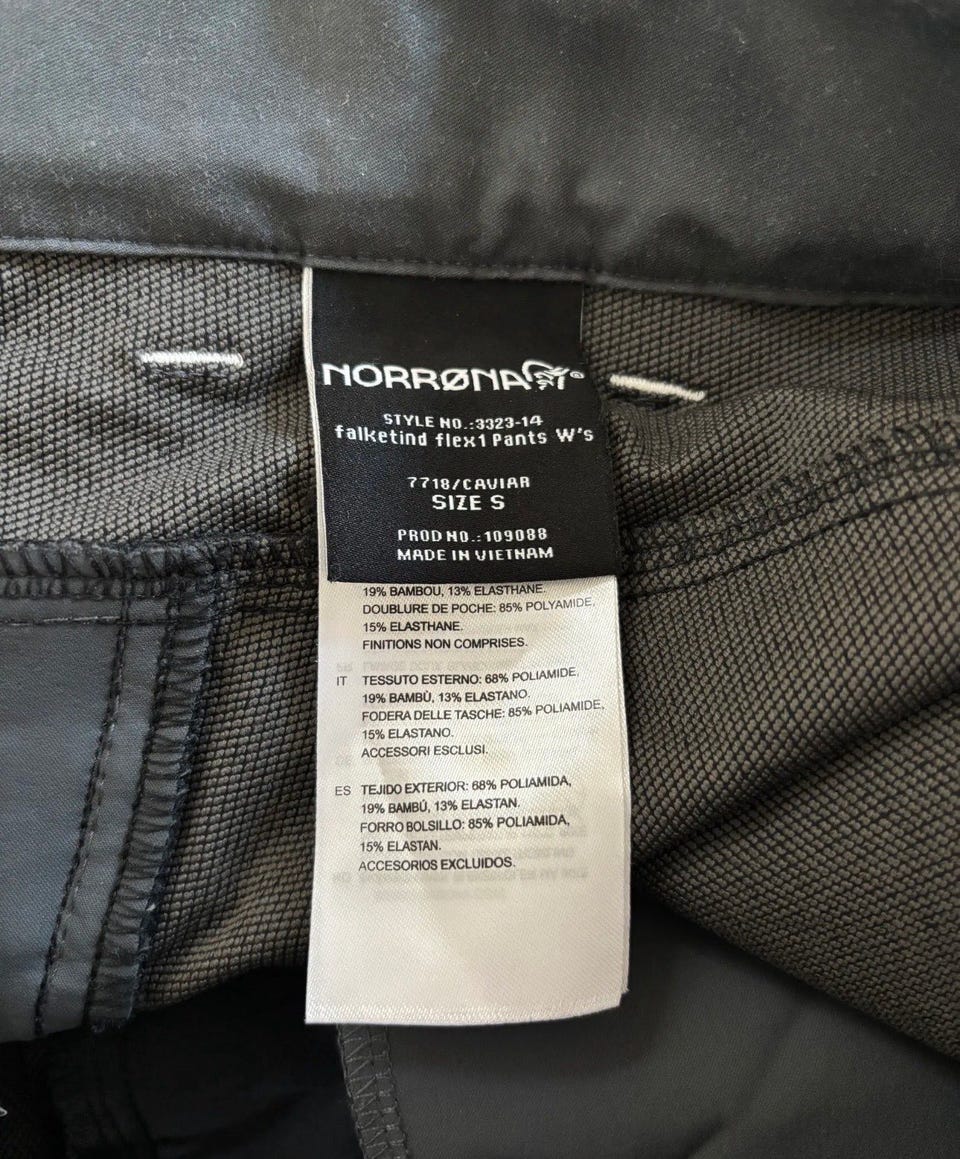 NORRØNA®
STYLE NO.:3323-14
falketind flex1 Pants W's
7718/CAVIAR
SIZE S
PROD NO.:109088
MADE IN VIETNAM
19% BAMBOU, 13% ELASTHANE.
DOUBLURE DE POCHE: 85% POLYAMIDE,
15% ELASTHANE.
FINITIONS NON COMPRISES.
IT TESSUTO ESTERNO: 68% POLIAMIDE,
19% BAMBÙ, 13% ELASTANO.
FODERA DELLE TASCHE: 85% POLIAMIDE,
15% ELASTANO.
ACCESSORI ESCLUSI.
ES TEJIDO EXTERIOR: 68% POLIAMIDA,
19% BAMBÚ, 13% ELASTAN.
FORRO BOLSILLO: 85% POLIAMIDA,
15% ELASTAN.
ACCESORIOS EXCLUIDOS.